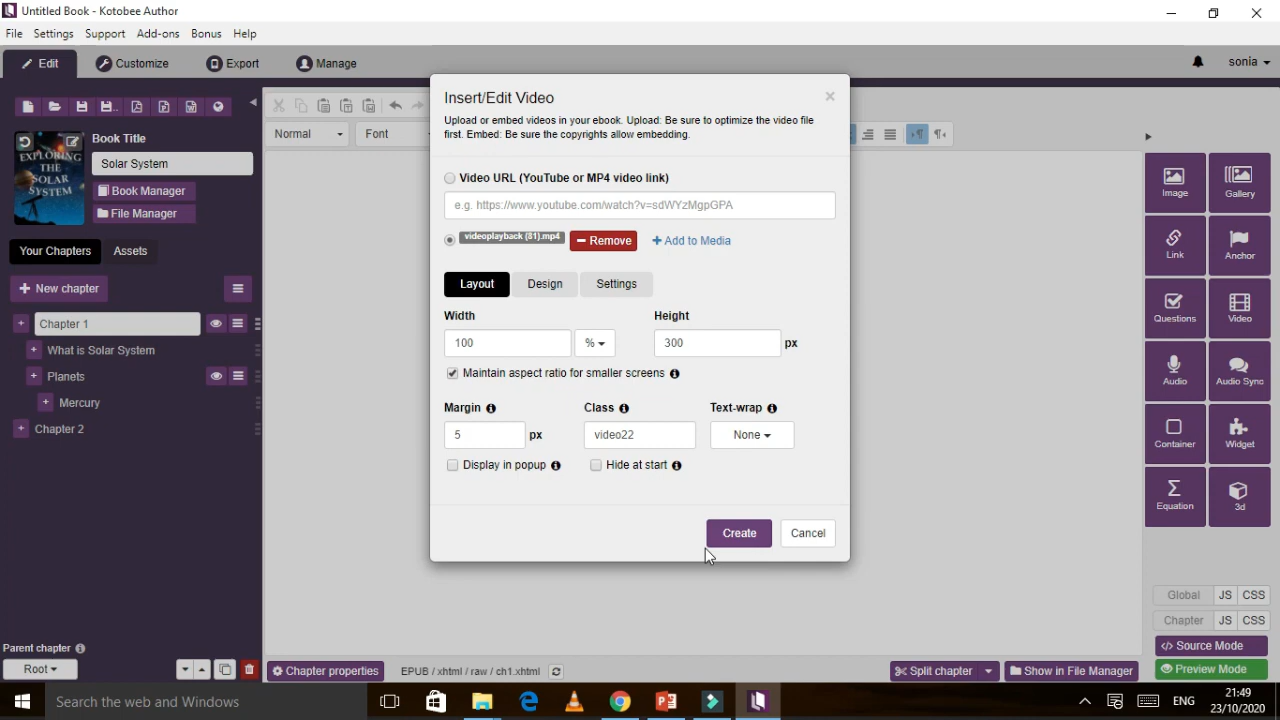 Untitled Book - Kotobee Author
File Settings Support Add-ons Bonus Help
Edit Customize Export Manage sonia
EXPLORING THE SOLAR SYSTEM
Book Title
Solar System
Book Manager
File Manager
Your Chapters Assets
+ New chapter
Chapter 1
What is Solar System
Planets
Mercury
Chapter 2
Parent chapter
Root
Normal Font
Insert/Edit Video
Upload or embed videos in your ebook. Upload: Be sure to optimize the video file
first. Embed: Be sure the copyrights allow embedding.
Video URL (YouTube or MP4 video link)
e.g. https://www.youtube.com/watch?v=sdWYzMgpGPA
videoplayback (81).mp4 Remove + Add to Media
Layout Design Settings
Width Height
100 % 300 px
Maintain aspect ratio for smaller screens
Margin Class Text-wrap
5 px video22 None
Display in popup Hide at start
Create Cancel
Image Gallery
Link Anchor
Questions Video
Audio Audio Sync
Container Widget
Equation 3d
Global JS CSS
Chapter JS CSS
Source Mode
Preview Mode
Chapter properties EPUB / xhtml / raw / ch1.xhtml Split chapter Show in File Manager
Search the web and Windows
ENG
21:49
23/10/2020